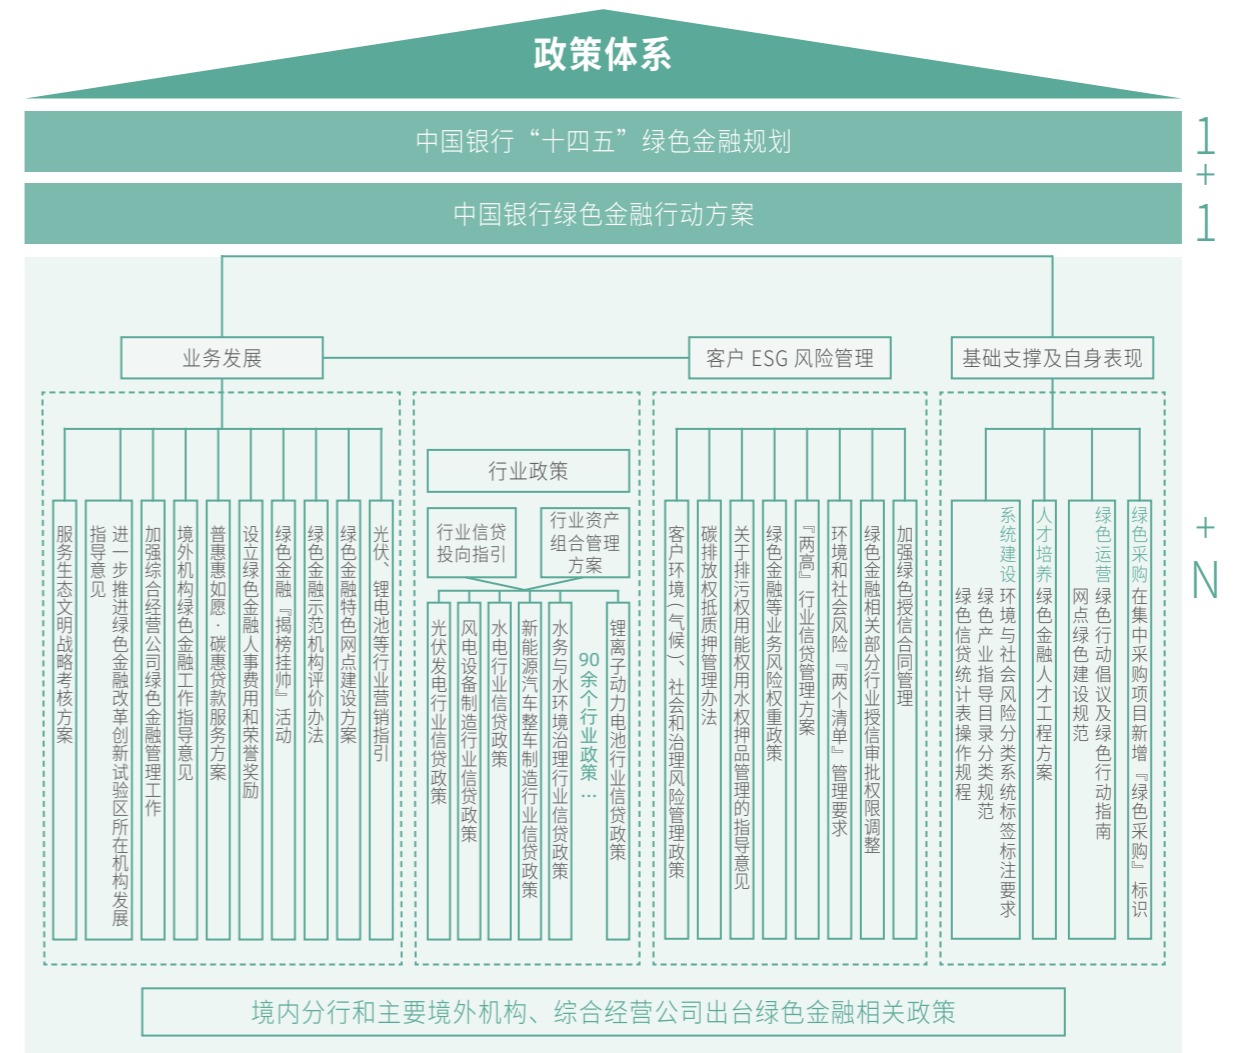 政策体系
中国银行“十四五”绿色金融规划
1
+
中国银行绿色金融行动方案
1
业务发展
客户 ESG 风险管理
基础支撑及自身表现
服务生态文明战略考核方案
进一步推进绿色金融改革创新试验区所在机构发展
指导意见
加强综合经营公司绿色金融管理工作
境外机构绿色金融工作指导意见
普惠惠如愿·碳惠贷款服务方案
设立绿色金融人事费用和荣誉奖励
绿色金融『揭榜挂帅』活动
绿色金融示范机构评价办法
绿色金融特色网点建设方案
光伏、锂电池等行业营销指引
行业政策
行业信贷
投向指引
行业资产
组合管理
方案
光伏发电行业信贷政策
风电设备制造行业信贷政策
水电行业信贷政策
新能源汽车整车制造行业信贷政策
水务与水环境治理行业信贷政策
90余个行业政策…
锂离子动力电池行业信贷政策
客户环境（气候）、社会和治理风险管理政策
碳排放权抵质押管理办法
关于排污权用能权用水权押品管理的指导意见
绿色金融等业务风险权重政策
『两高』行业信贷管理方案
环境和社会风险『两个清单』管理要求
绿色金融相关部分行业授信审批权限调整
加强绿色授信合同管理
系统建设 环境与社会风险分类系统标签标注要求
绿色产业指导目录分类规范
绿色信贷统计表操作规程
人才培养 绿色金融人才工程方案
绿色运营 绿色行动倡议及绿色行动指南
网点绿色建设规范
绿色采购 在集中采购项目新增『绿色采购』标识
+
N
境内分行和主要境外机构、综合经营公司出台绿色金融相关政策